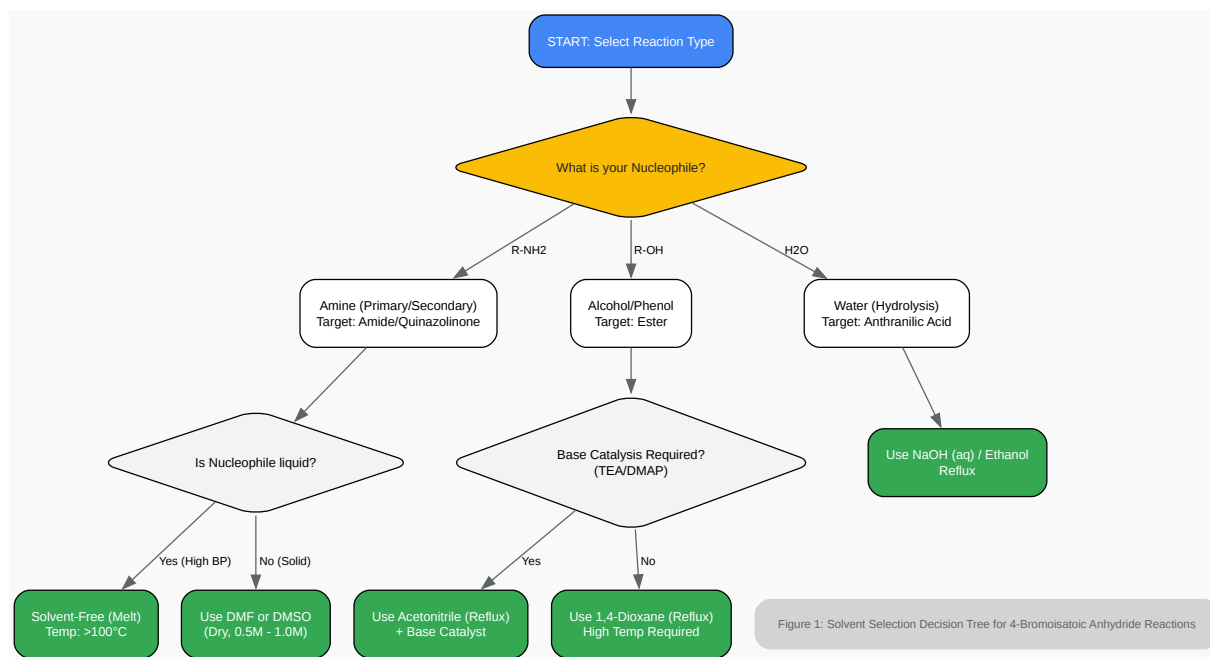 START: Select Reaction Type
What is your Nucleophile?
R-NH2
R-OH
H2O
Amine (Primary/Secondary)
Target: Amide/Quinazolinone
Alcohol/Phenol
Target: Ester
Water (Hydrolysis)
Target: Anthranilic Acid
Is Nucleophile liquid?
Base Catalysis Required?
(TEA/DMAP)
Use NaOH (aq) / Ethanol
Reflux
Yes (High BP)
No (Solid)
Yes
No
Solvent-Free (Melt)
Temp: >100°C
Use DMF or DMSO
(Dry, 0.5M - 1.0M)
Use Acetonitrile (Reflux)
+ Base Catalyst
Use 1,4-Dioxane (Reflux)
High Temp Required
Figure 1: Solvent Selection Decision Tree for 4-Bromoisatoic Anhydride Reactions